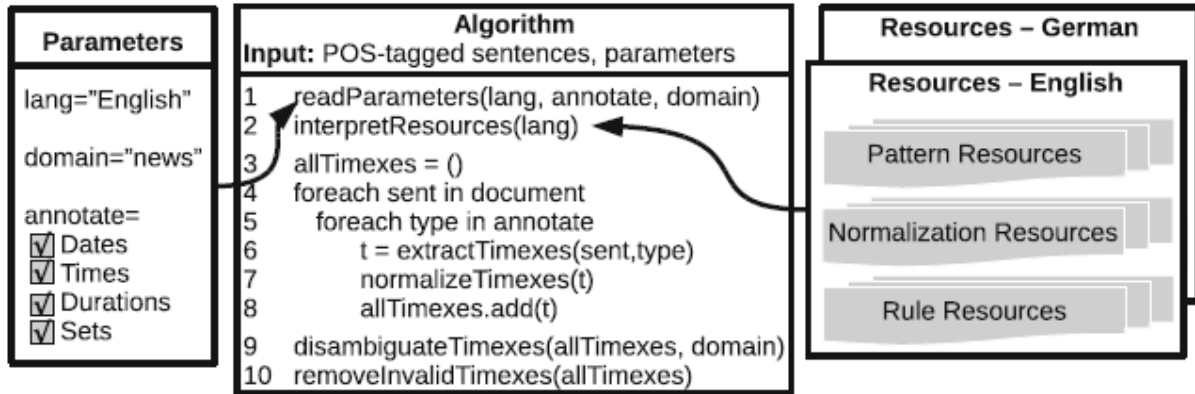 Parameters
lang=”English”
domain=”news”
annotate=
Dates
Times
Durations
Sets
Algorithm
Input: POS-tagged sentences, parameters
1 readParameters(lang, annotate, domain)
2 interpretResources(lang)
3 allTimexes = ()
4 foreach sent in document
5 foreach type in annotate
6 t = extractTimexes(sent,type)
7 normalizeTimexes(t)
8 allTimexes.add(t)
9 disambiguateTimexes(allTimexes, domain)
10 removeInvalidTimexes(allTimexes)
Resources – German
Resources – English
Pattern Resources
Normalization Resources
Rule Resources